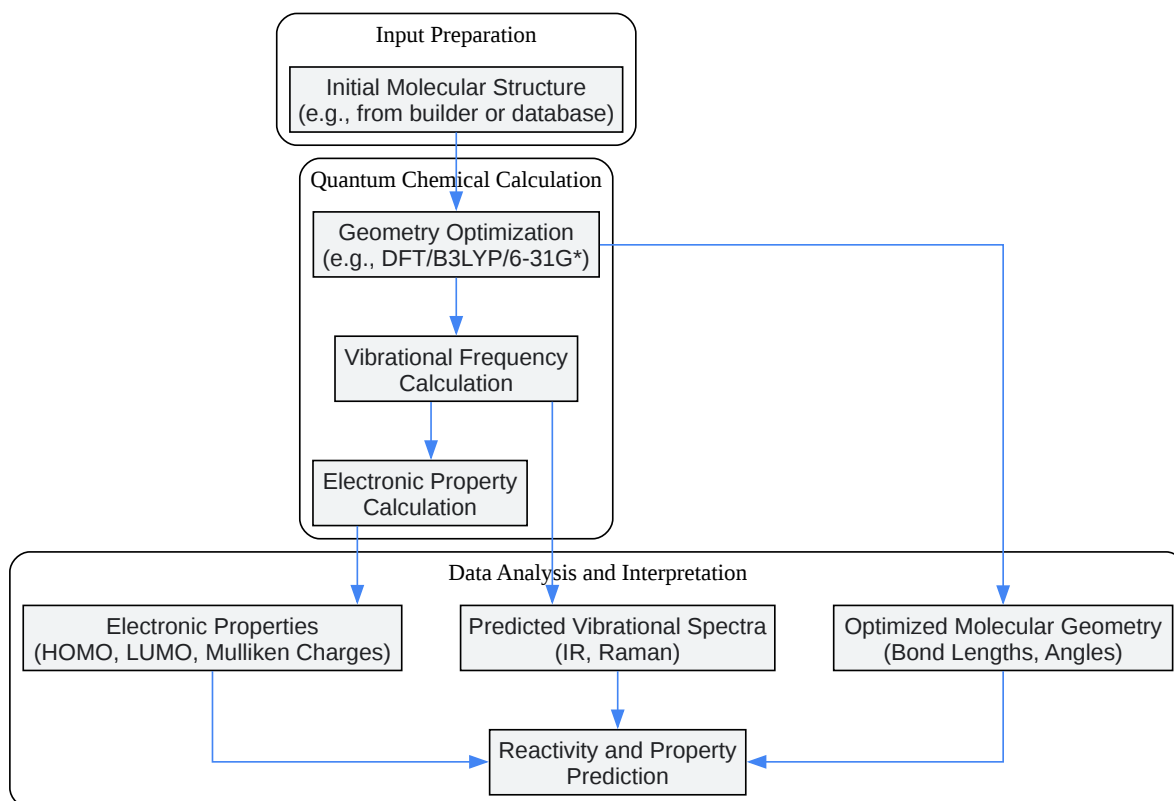 Input Preparation
Initial Molecular Structure
(e.g., from builder or database)
Quantum Chemical Calculation
Geometry Optimization
(e.g., DFT/B3LYP/6-31G*)
Vibrational Frequency
Calculation
Electronic Property
Calculation
Data Analysis and Interpretation
Electronic Properties
(HOMO, LUMO, Mulliken Charges)
Predicted Vibrational Spectra
(IR, Raman)
Optimized Molecular Geometry
(Bond Lengths, Angles)
Reactivity and Property
Prediction